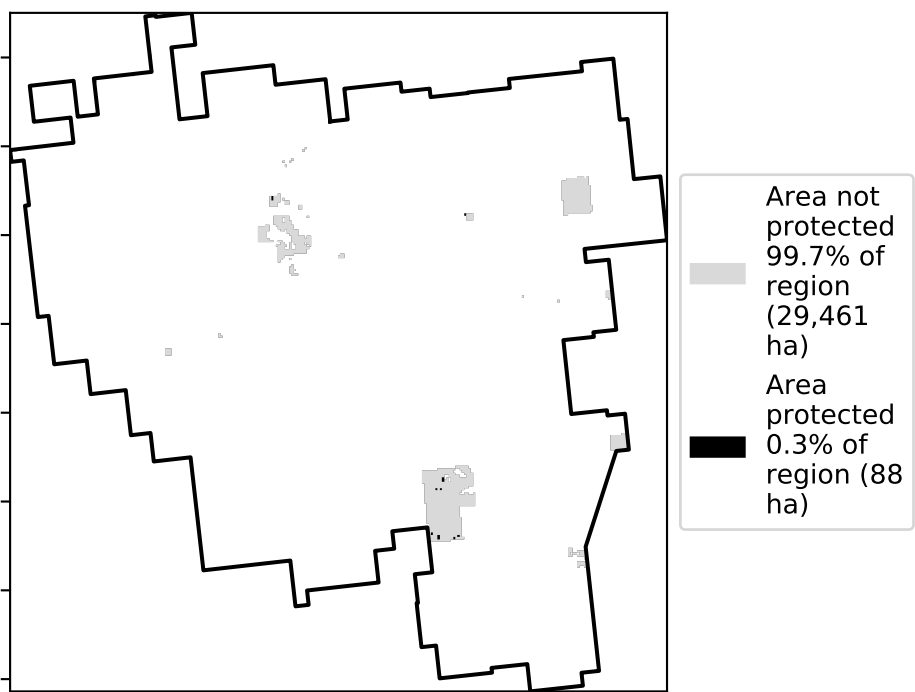 Area not
protected
99.7% of
region
(29,461
ha)
Area
protected
0.3% of
region (88
ha)